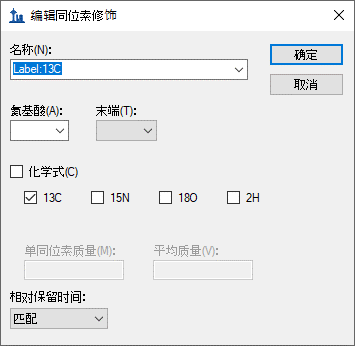 编辑同位素修饰
名称(N):
Label:13C
确定
取消
氨基酸(A):
末端(T):
化学式(C)
13C
15N
18O
2H
单同位素质量(M):
平均质量(V):
相对保留时间:
匹配